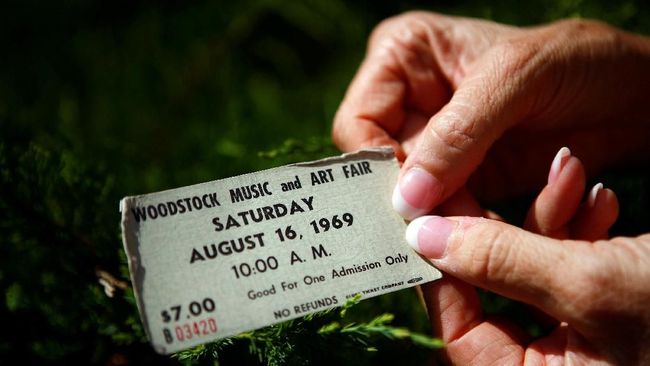 WOODSTOCK MUSIC and ART FAIR
SATURDAY
AUGUST 16, 1969
10:00 A. M.
$7.00
Good For One Admission Only
B 03420
NO REFUNDS